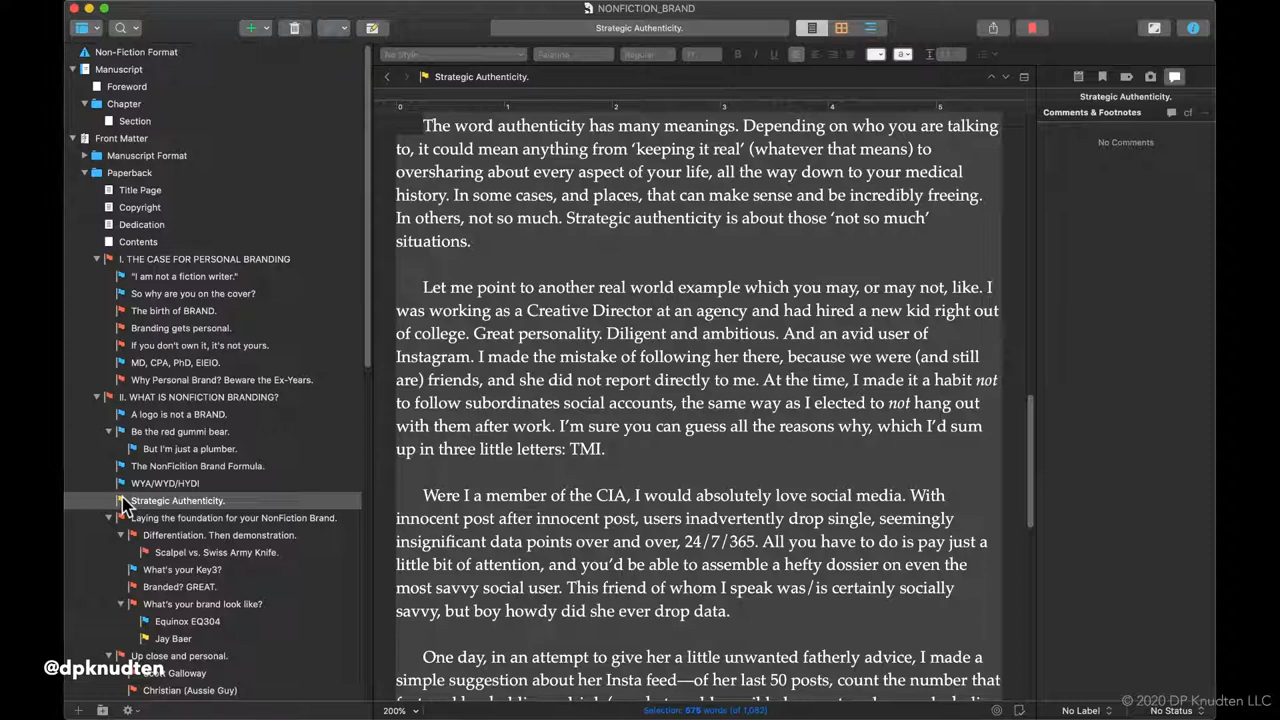 NONFICTION_BRAND
Strategic Authenticity.
No Style
Palatino
Regular
B I U
a
Non-Fiction Format
Manuscript
Foreword
Chapter
Section
Front Matter
Manuscript Format
Paperback
Title Page
Copyright
Dedication
Contents
I. THE CASE FOR PERSONAL BRANDING
"I am not a fiction writer."
So why are you on the cover?
The birth of BRAND.
Branding gets personal.
If you don't own it, it's not yours.
MD, CPA, PhD, EIEIO.
Why Personal Brand? Beware the Ex-Years.
II. WHAT IS NONFICTION BRANDING?
A logo is not a BRAND.
Be the red gummi bear.
But I'm just a plumber.
The NonFicition Brand Formula.
WYA/WYD/HYDI
Strategic Authenticity.
Laying the foundation for your NonFiction Brand.
Differentiation. Then demonstration.
Scalpel vs. Swiss Army Knife.
What's your Key3?
Branded? GREAT.
What's your brand look like?
Equinox EQ304
Jay Baer
Up close and personal.
Galloway
Christian (Aussie Guy)
@dpknudten
Strategic Authenticity.
0 1 2 3 4 5
The word authenticity has many meanings. Depending on who you are talking
to, it could mean anything from ‘keeping it real’ (whatever that means) to
oversharing about every aspect of your life, all the way down to your medical
history. In some cases, and places, that can make sense and be incredibly freeing.
In others, not so much. Strategic authenticity is about those ‘not so much’
situations.
Let me point to another real world example which you may, or may not, like. I
was working as a Creative Director at an agency and had hired a new kid right out
of college. Great personality. Diligent and ambitious. And an avid user of
Instagram. I made the mistake of following her there, because we were (and still
are) friends, and she did not report directly to me. At the time, I made it a habit not
to follow subordinates social accounts, the same way as I elected to not hang out
with them after work. I’m sure you can guess all the reasons why, which I’d sum
up in three little letters: TMI.
Were I a member of the CIA, I would absolutely love social media. With
innocent post after innocent post, users inadvertently drop single, seemingly
insignificant data points over and over, 24/7/365. All you have to do is pay just a
little bit of attention, and you’d be able to assemble a hefty dossier on even the
most savvy social user. This friend of whom I speak was/is certainly socially
savvy, but boy howdy did she ever drop data.
One day, in an attempt to give her a little unwanted fatherly advice, I made a
simple suggestion about her Insta feed—of her last 50 posts, count the number that
200%
Selection: 575 words (of 1,082)
Strategic Authenticity.
Comments & Footnotes
cf
No Comments
No Label
No Status
© 2020 DP Knudten LLC